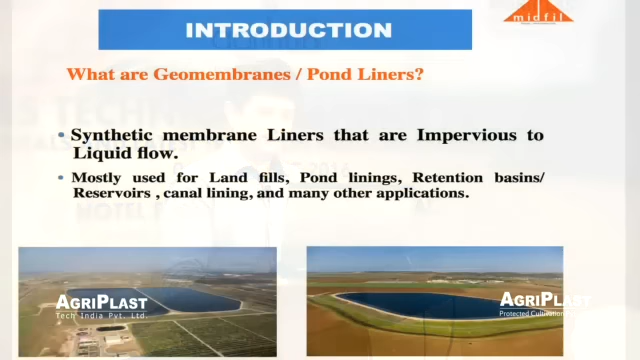 INTRODUCTION
midfil
What are Geomembranes / Pond Liners?
• Synthetic membrane Liners that are Impervious to
Liquid flow.
• Mostly used for Land fills, Pond linings, Retention basins/
Reservoirs , canal lining, and many other applications.
AGRIPLAST
Tech India Pvt. Ltd.
AGRIPLAST
Protected Cultivation